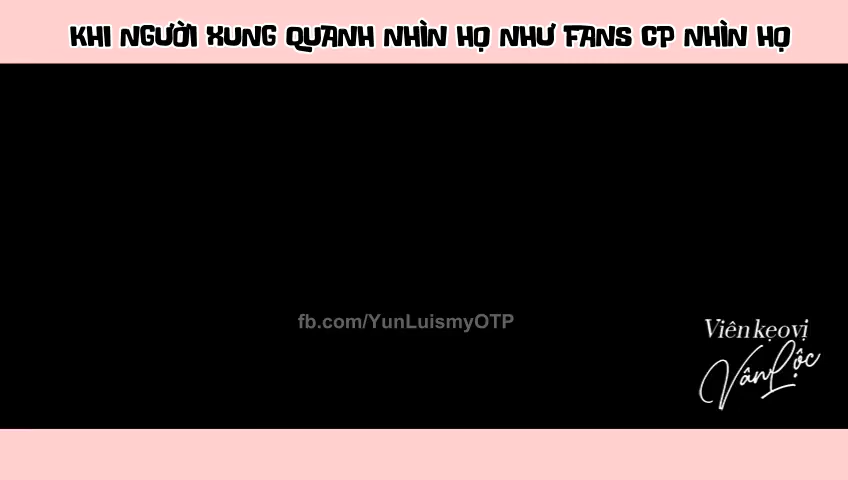 KHI NGƯỜI XUNG QUANH NHÌN HỌ NHƯ FANS CP NHÌN HỌ
fb.com/YunLuismyOTP
Viên kẹo vị
Vân Lộc